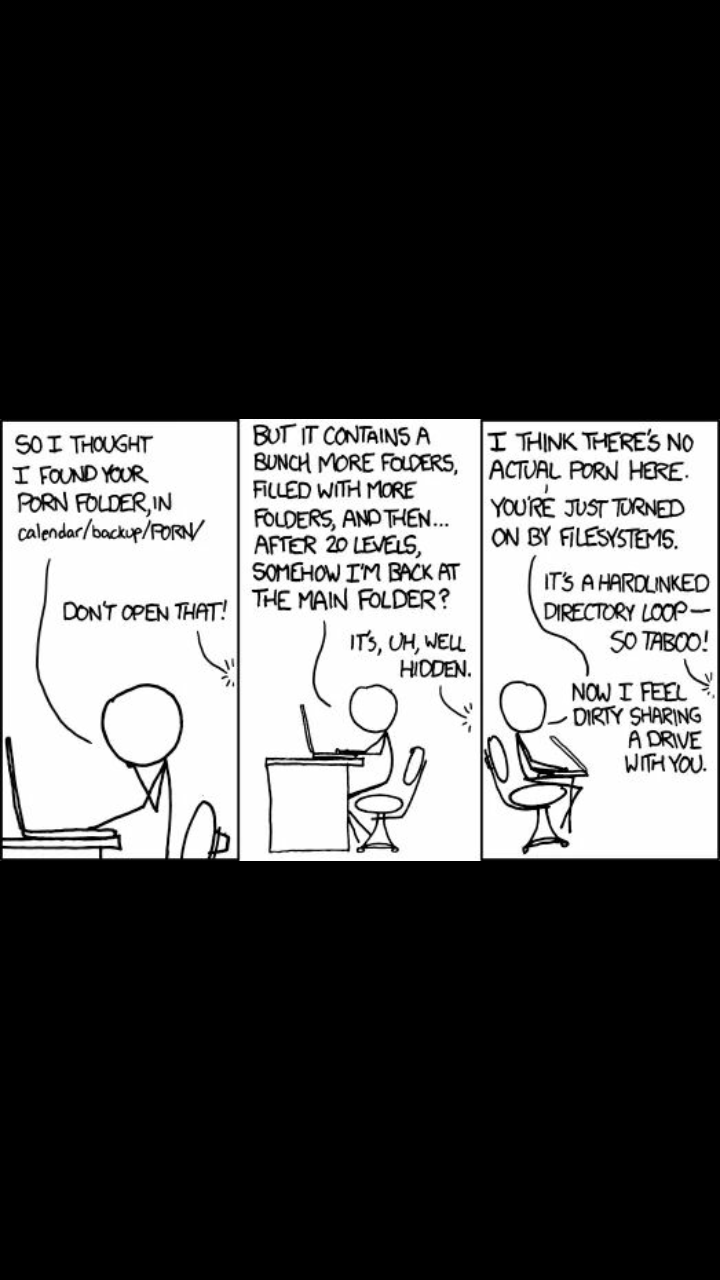 SO I THOUGHT
I FOUND YOUR
PORN FOLDER, IN
calendar/backup/PORN/
DON'T OPEN THAT!
BUT IT CONTAINS A
BUNCH MORE FOLDERS,
FILLED WITH MORE
FOLDERS, AND THEN...
AFTER 20 LEVELS,
SOMEHOW I'M BACK AT
THE MAIN FOLDER?
IT'S, UH, WELL
HIDDEN.
I THINK THERE'S NO
ACTUAL PORN HERE.
YOU'RE JUST TURNED
ON BY FILESYSTEMS.
IT'S A HARDLINKED
DIRECTORY LOOP—
SO TABOO!
NOW I FEEL
DIRTY SHARING
A DRIVE
WITH YOU.